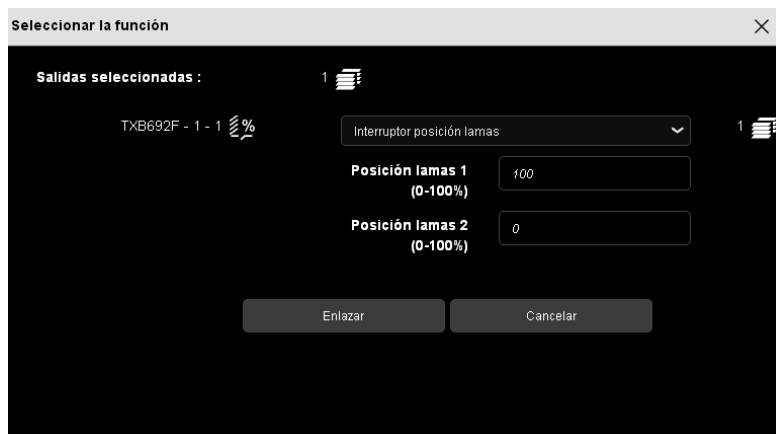 Seleccionar la función
Salidas seleccionadas :
1
TXB692F - 1 - 1 %
Interruptor posición lamas
1
Posición lamas 1
(0-100%)
100
Posición lamas 2
(0-100%)
0
Enlazar
Cancelar